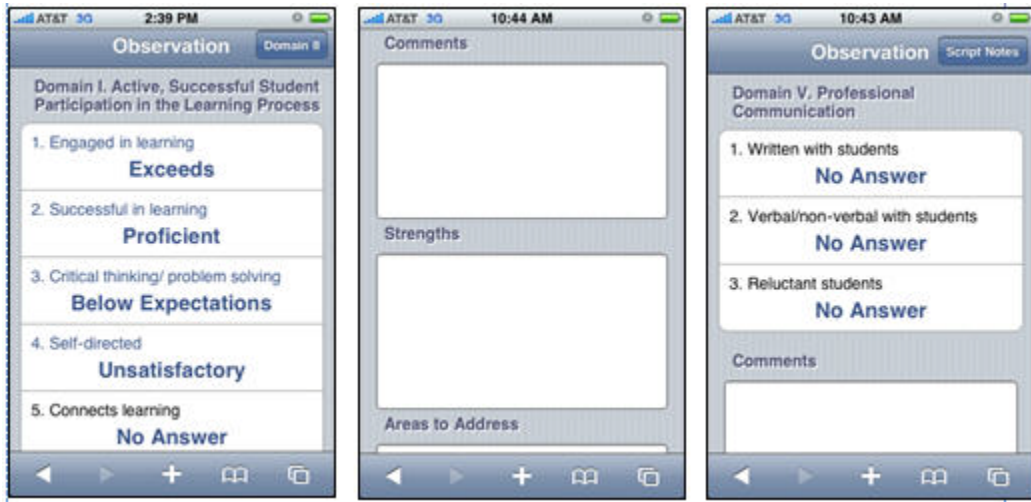 AT&T 3G 2:39 PM
Observation Domain II
Domain I. Active, Successful Student
Participation in the Learning Process
1. Engaged in learning
Exceeds
2. Successful in learning
Proficient
3. Critical thinking/ problem solving
Below Expectations
4. Self-directed
Unsatisfactory
5. Connects learning
No Answer
AT&T 3G 10:44 AM
Comments
Strengths
Areas to Address
AT&T 3G 10:43 AM
Observation Script Notes
Domain V. Professional
Communication
1. Written with students
No Answer
2. Verbal/non-verbal with students
No Answer
3. Reluctant students
No Answer
Comments